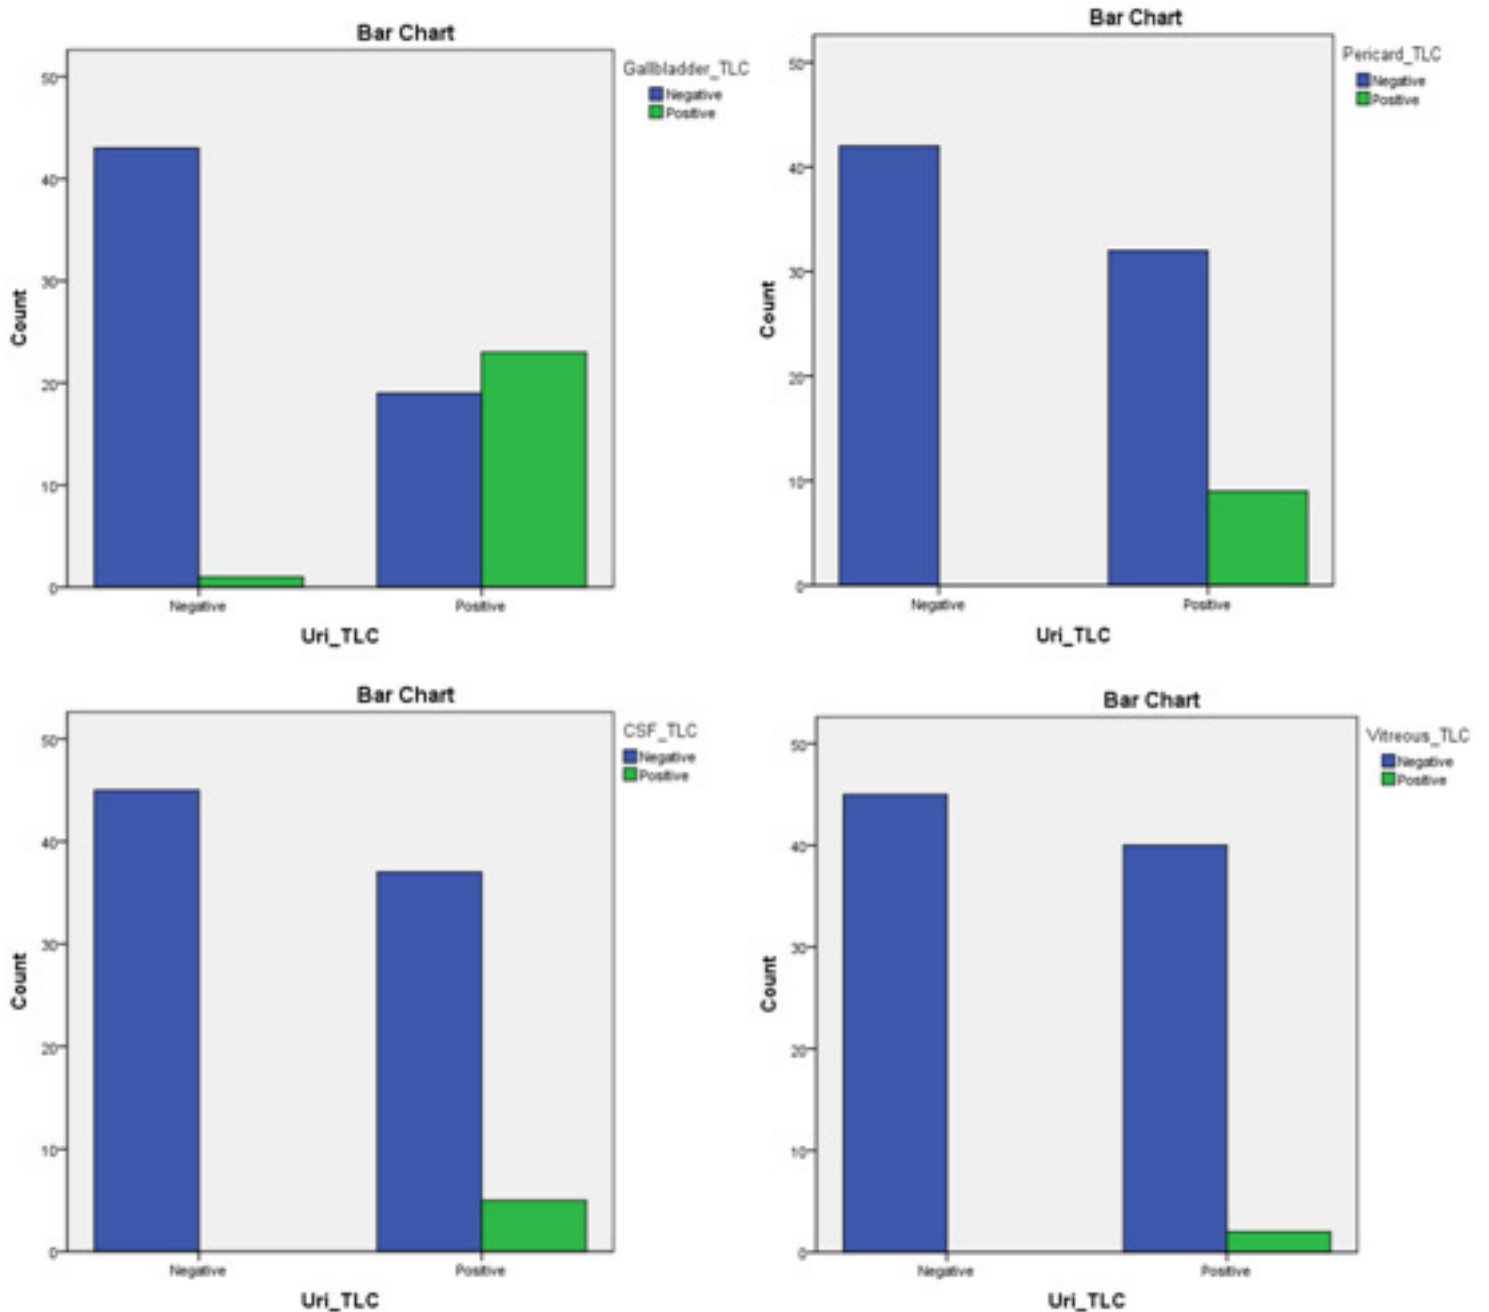 Bar Chart
Gallbladder_TLC
Negative
Positive
50
40
30
20
10
0
Count
Negative
Positive
Uri_TLC
Bar Chart
Pericard_TLC
Negative
Positive
50
40
30
20
10
0
Count
Negative
Positive
Uri_TLC
Bar Chart
CSF_TLC
Negative
Positive
50
40
30
20
10
0
Count
Negative
Positive
Uri_TLC
Bar Chart
Vitreous_TLC
Negative
Positive
50
40
30
20
10
0
Count
Negative
Positive
Uri_TLC